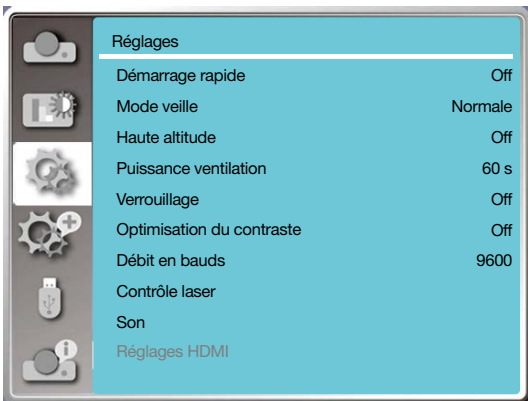 Réglages
Démarrage rapide Off
Mode veille Normale
Haute altitude Off
Puissance ventilation 60 s
Verrouillage Off
Optimisation du contraste Off
Débit en bauds 9600
Contrôle laser
Son
Réglages HDMI